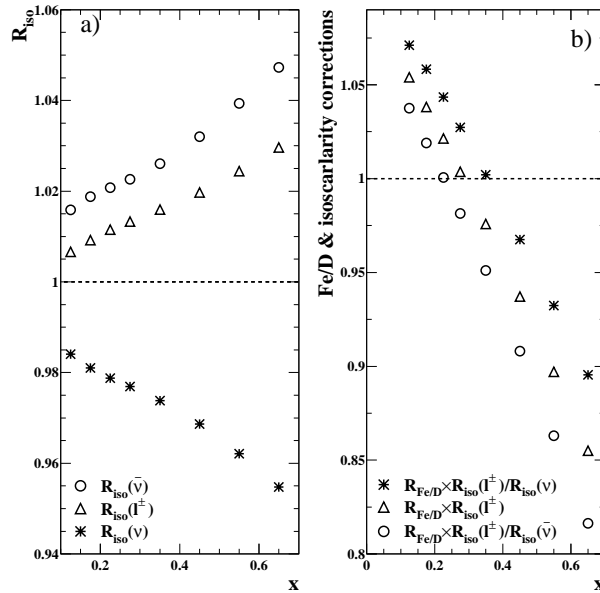 R_iso
a)
1.06
1.04
1.02
1
0.98
0.96
0.94
R_iso(ν̄)
R_iso(l^±)
R_iso(ν)
0.2
0.4
0.6
x
Fe/D & isoscarlarity corrections
b)
1.05
1
0.95
0.9
0.85
0.8
R_Fe/D×R_iso(l^±)/R_iso(ν)
R_Fe/D×R_iso(l^±)
R_Fe/D×R_iso(l^±)/R_iso(ν̄)
0
0.2
0.4
0.6
x